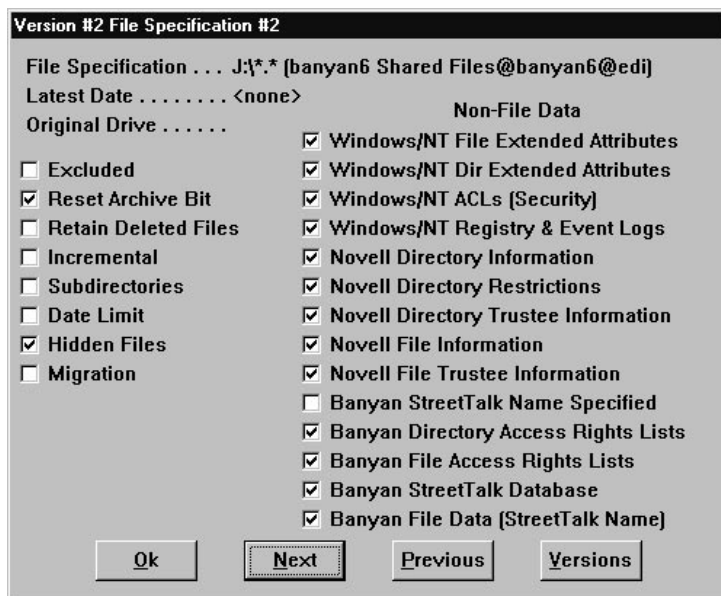 Version #2 File Specification #2
File Specification . . . J:\*.* (banyan6 Shared Files@banyan6@edi)
Latest Date . . . . . . . . <none>
Original Drive . . . . . .
Excluded
Reset Archive Bit
Retain Deleted Files
Incremental
Subdirectories
Date Limit
Hidden Files
Migration
Non-File Data
Windows/NT File Extended Attributes
Windows/NT Dir Extended Attributes
Windows/NT ACLs (Security)
Windows/NT Registry & Event Logs
Novell Directory Information
Novell Directory Restrictions
Novell Directory Trustee Information
Novell File Information
Novell File Trustee Information
Banyan StreetTalk Name Specified
Banyan Directory Access Rights Lists
Banyan File Access Rights Lists
Banyan StreetTalk Database
Banyan File Data (StreetTalk Name)
Ok
Next
Previous
Versions